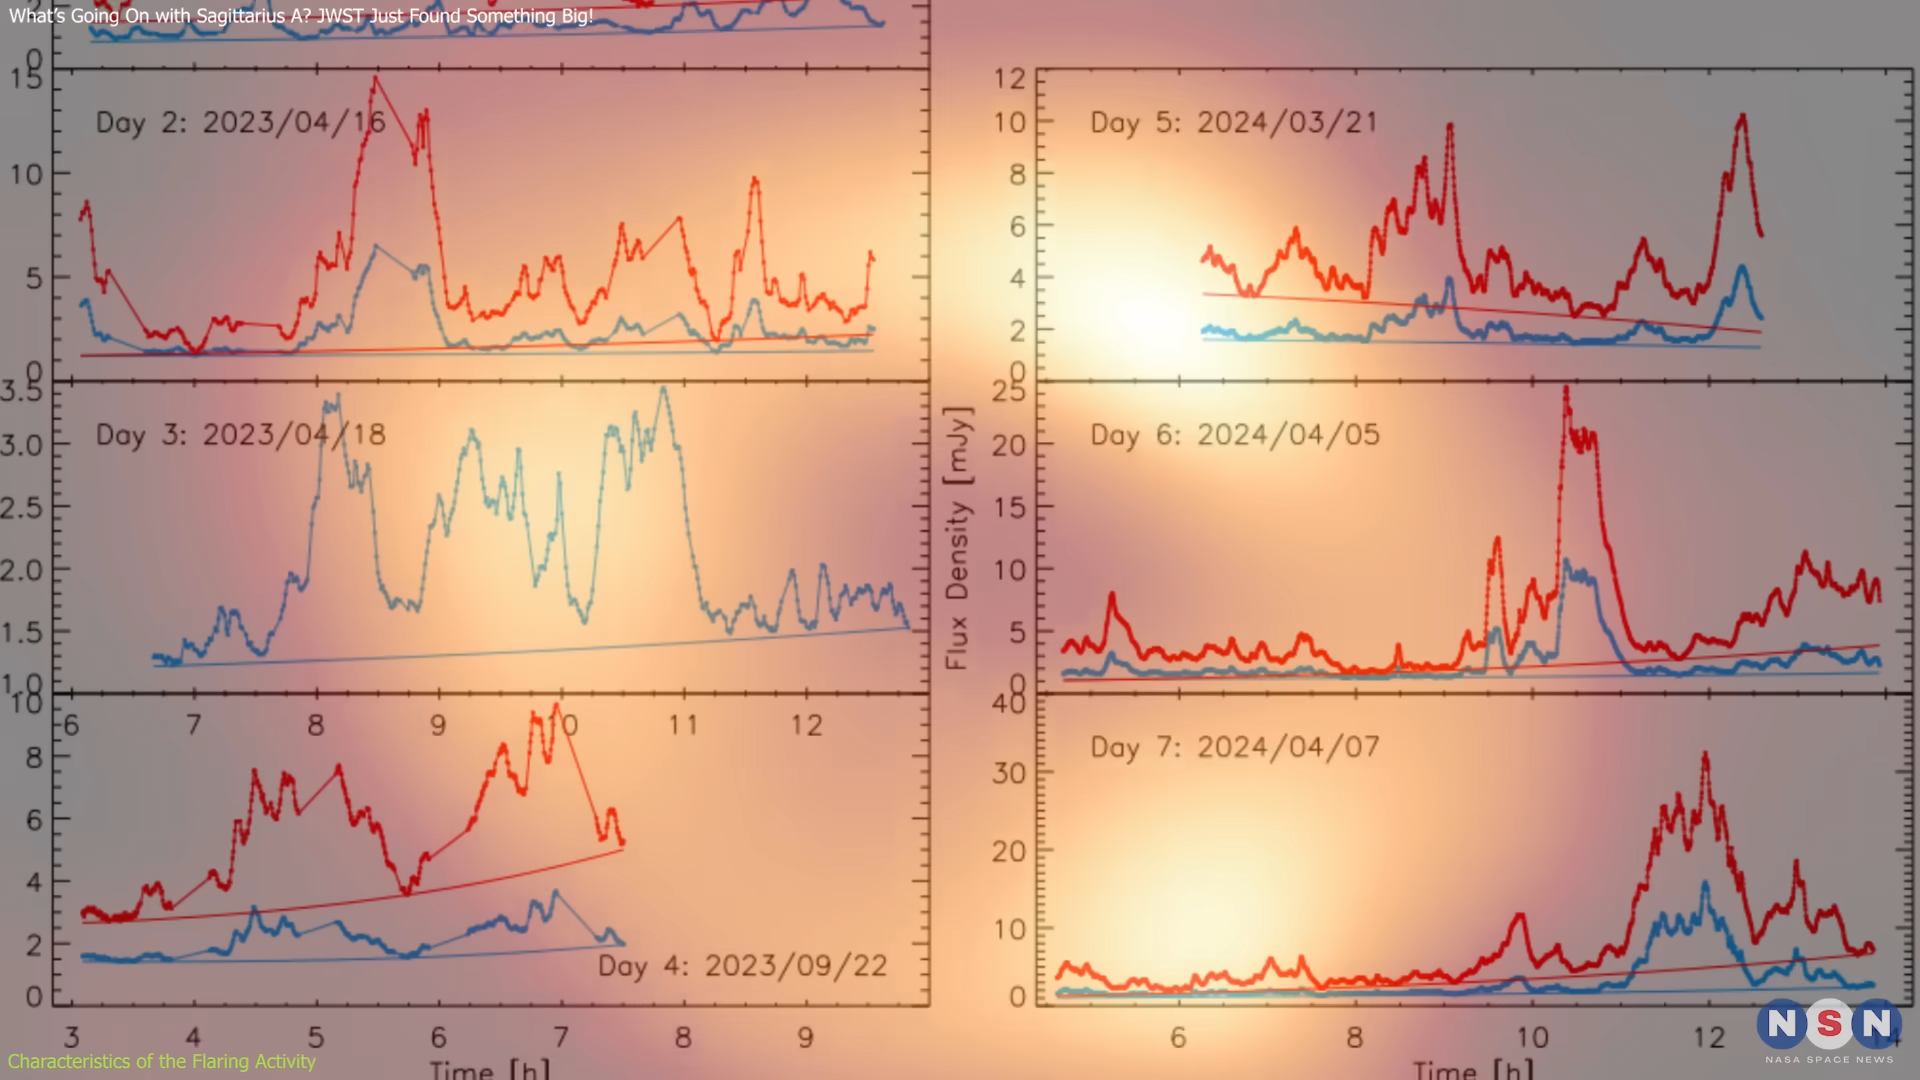 What's Going On with Sagittarius A? JWST Just Found Something Big!
2
0
15
10
5
0
Day 2: 2023/04/16
3.5
3.0
2.5
2.0
1.5
1.0
Day 3: 2023/04/18
6 7 8 9 10 11 12
10
8
6
4
2
0
Day 4: 2023/09/22
3 4 5 6 7 8 9
Time [h]
Flux Density [mJy]
12
10
8
6
4
2
0
Day 5: 2024/03/21
25
20
15
10
5
0
Day 6: 2024/04/05
40
30
20
10
0
Day 7: 2024/04/07
6 8 10 12 14
Time [h]
NSN
NASA SPACE NEWS
Characteristics of the Flaring Activity